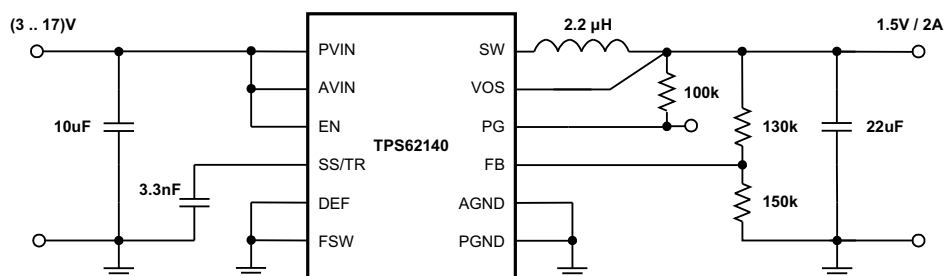 (3 .. 17)V
2.2 µH
1.5V / 2A
PVIN
SW
AVIN
VOS
100k
10uF
EN
PG
130k
22uF
TPS62140
SS/TR
FB
3.3nF
DEF
AGND
150k
FSW
PGND